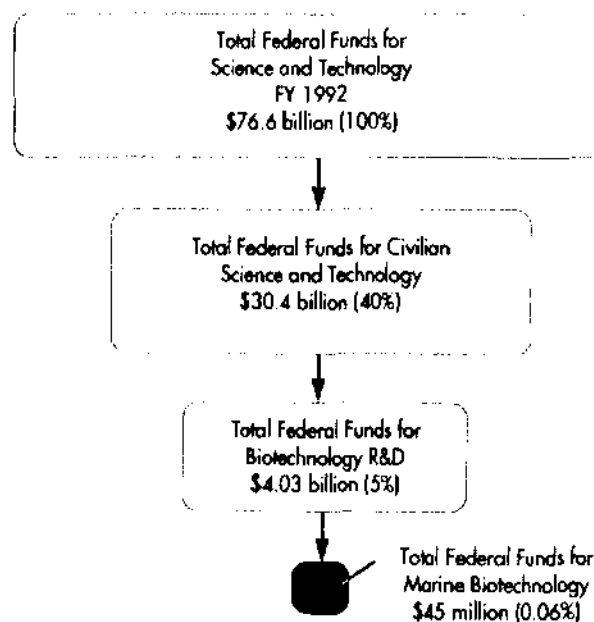 Total Federal Funds for
Science and Technology
FY 1992
$76.6 billion (100%)
Total Federal Funds for Civilian
Science and Technology
$30.4 billion (40%)
Total Federal Funds for
Biotechnology R&D
$4.03 billion (5%)
Total Federal Funds for
Marine Biotechnology
$45 million (0.06%)